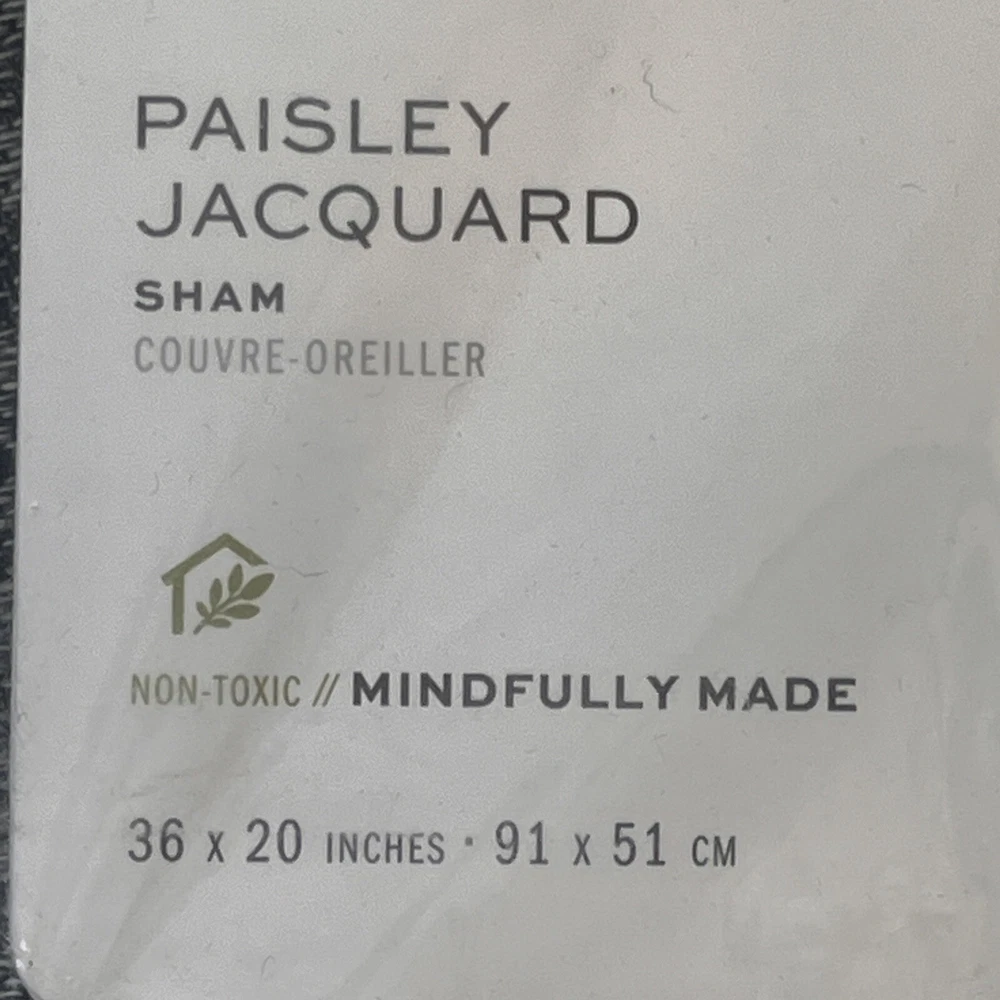 PAISLEY
JACQUARD
SHAM
COUVRE-OREILLER
NON-TOXIC // MINDFULLY MADE
36 x 20 INCHES · 91 x 51 CM